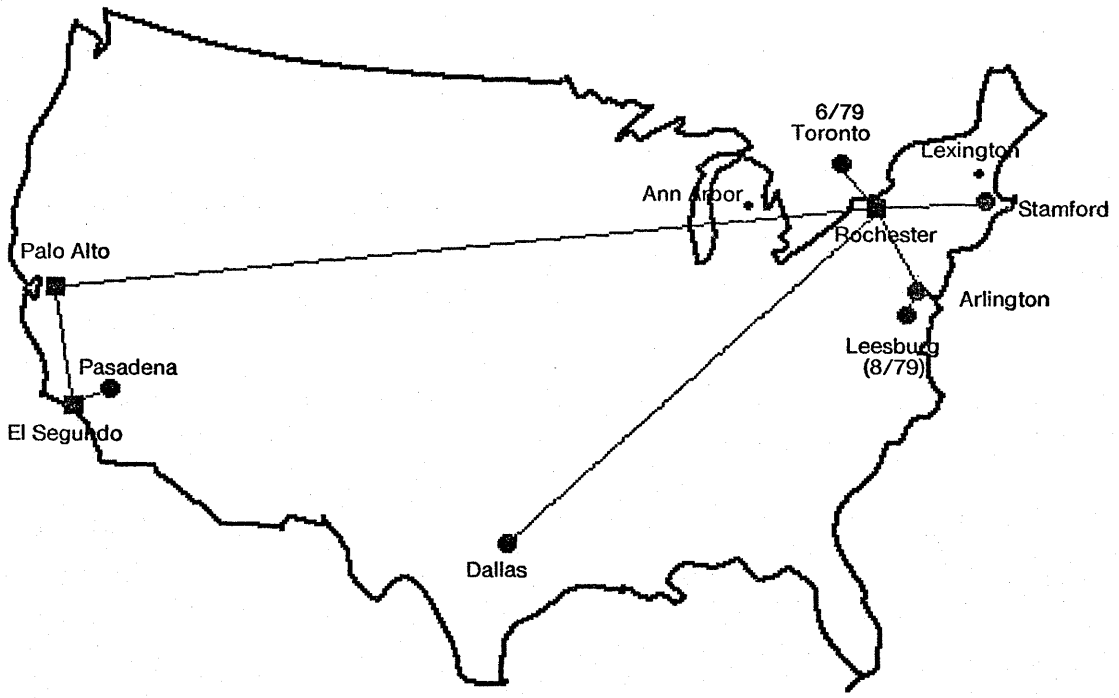 6/79
Toronto
Lexington
Ann Arbor
Stamford
Rochester
Palo Alto
Arlington
Leesburg
(8/79)
Pasadena
El Segundo
Dallas